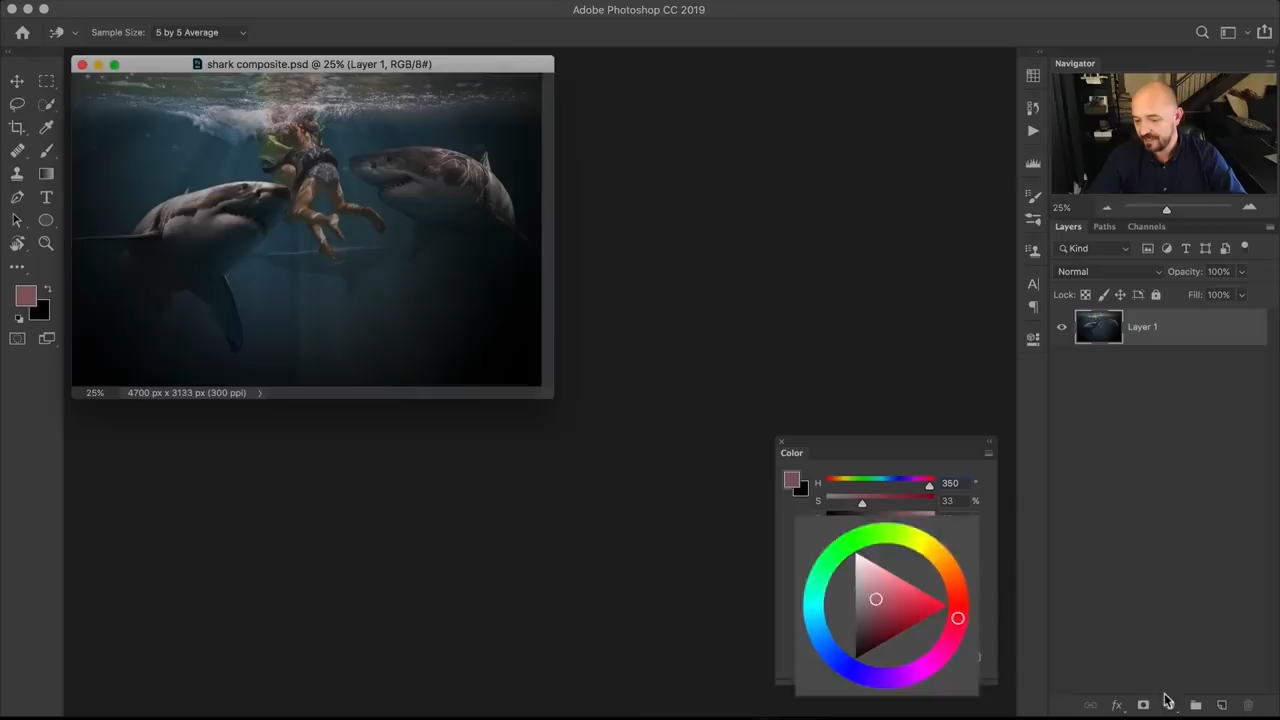 Adobe Photoshop CC 2019
Sample Size: 5 by 5 Average
shark composite.psd @ 25% (Layer 1, RGB/8#)
25% 4700 px x 3133 px (300 ppi)
Navigator
25%
Layers Paths Channels
Kind
Normal Opacity: 100%
Lock: Fill: 100%
Layer 1
Color
H 350 °
S 33 %